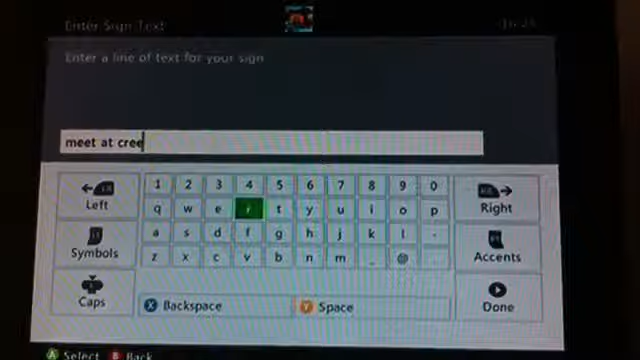 Enter Sign Text
Enter a line of text for your sign
meet at cree
1 2 3 4 5 6 7 8 9 0
Left
q w e r t y u i o p
Right
a s d f g h j k l -
Symbols
z x c v b n m _ @ .
Accents
Caps
X Backspace
Y Space
Done
A Select B Back